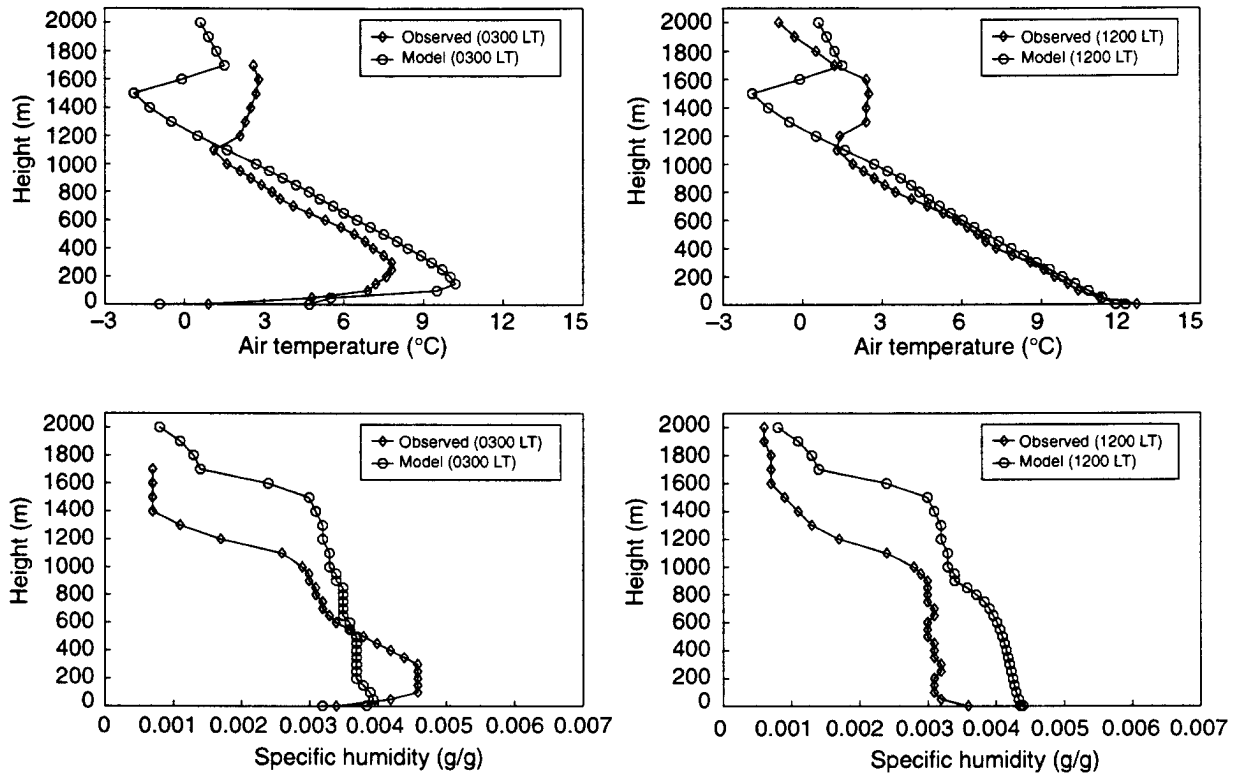 2000
1800
1600
1400
1200
1000
800
600
400
200
0
Height (m)
Observed (0300 LT)
Model (0300 LT)
−3 0 3 6 9 12 15
Air temperature (°C)
2000
1800
1600
1400
1200
1000
800
600
400
200
0
Height (m)
Observed (1200 LT)
Model (1200 LT)
−3 0 3 6 9 12 15
Air temperature (°C)
2000
1800
1600
1400
1200
1000
800
600
400
200
0
Height (m)
Observed (0300 LT)
Model (0300 LT)
0 0.001 0.002 0.003 0.004 0.005 0.006 0.007
Specific humidity (g/g)
2000
1800
1600
1400
1200
1000
800
600
400
200
0
Height (m)
Observed (1200 LT)
Model (1200 LT)
0 0.001 0.002 0.003 0.004 0.005 0.006 0.007
Specific humidity (g/g)